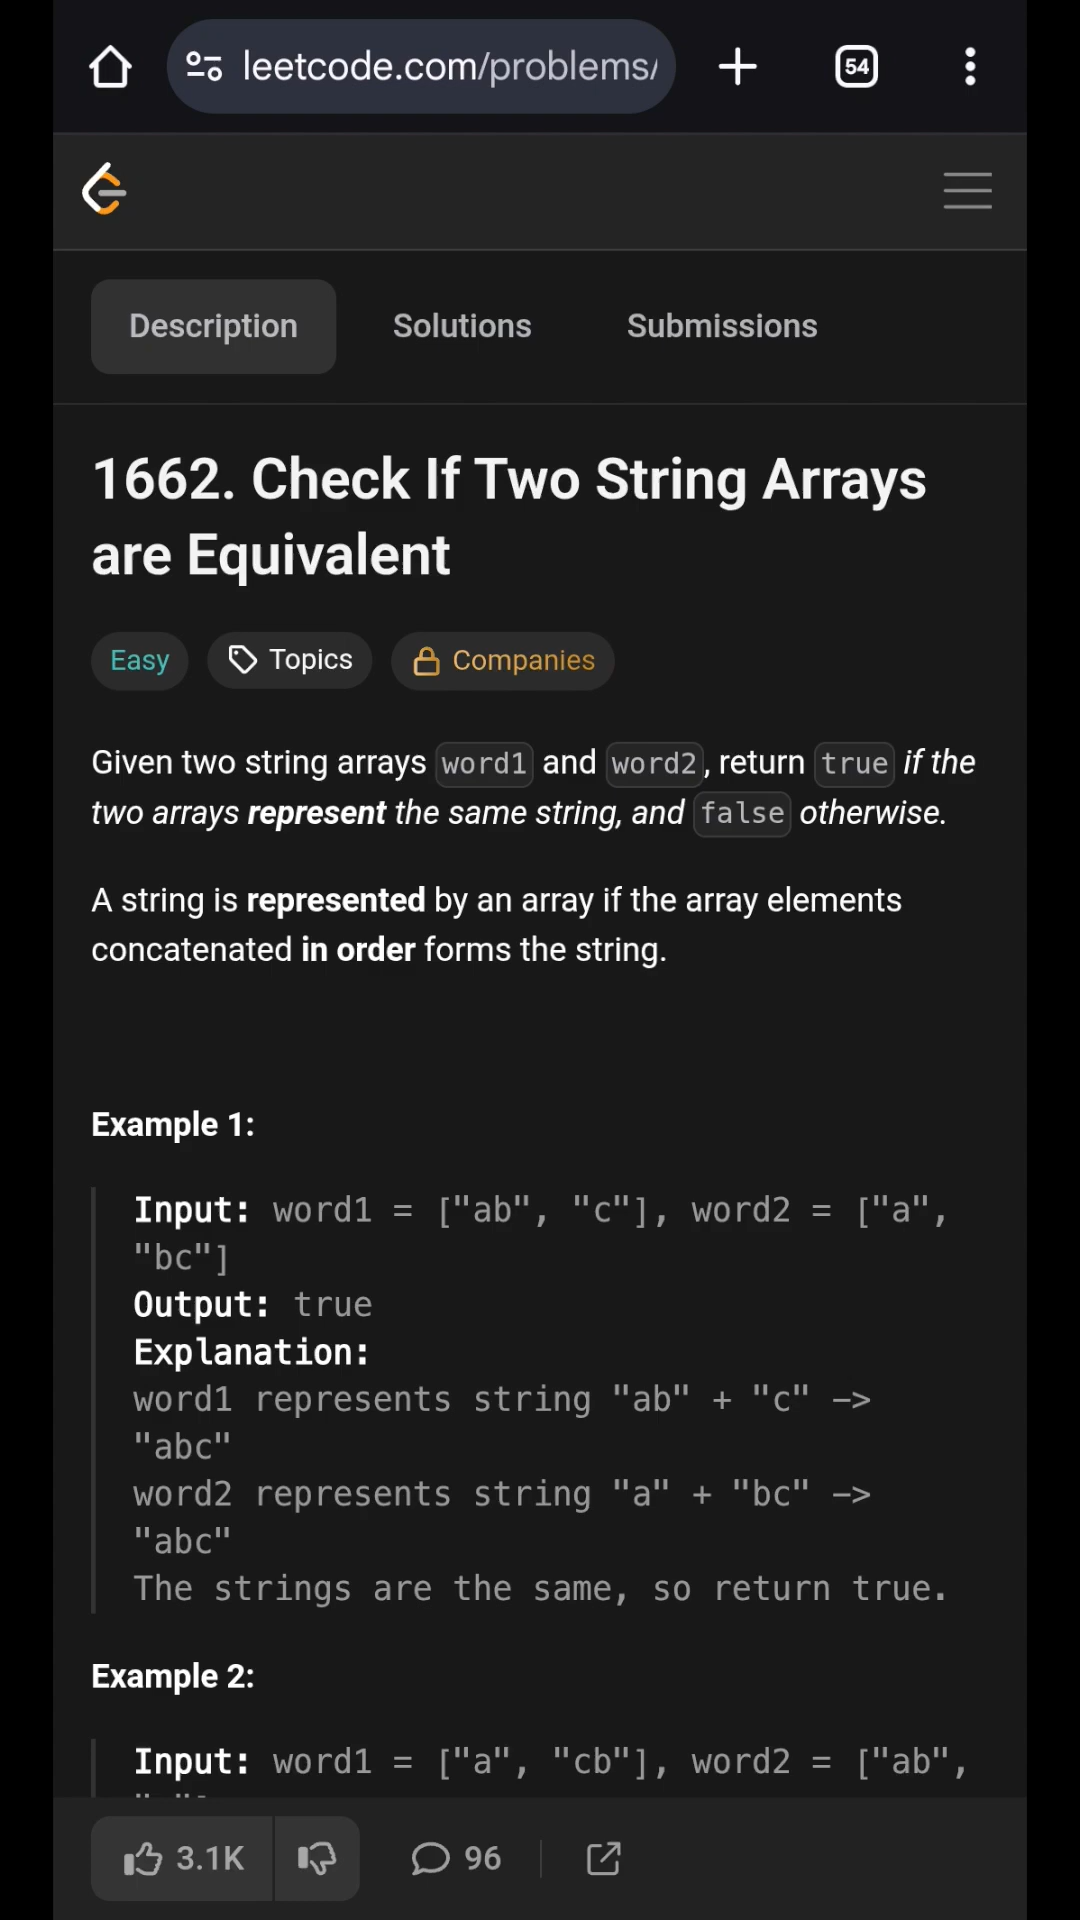 leetcode.com/problems/
54
Description Solutions Submissions
1662. Check If Two String Arrays
are Equivalent
Easy Topics Companies
Given two string arrays word1 and word2, return true if the
two arrays represent the same string, and false otherwise.
A string is represented by an array if the array elements
concatenated in order forms the string.
Example 1:
Input: word1 = ["ab", "c"], word2 = ["a",
"bc"]
Output: true
Explanation:
word1 represents string "ab" + "c" ->
"abc"
word2 represents string "a" + "bc" ->
"abc"
The strings are the same, so return true.
Example 2:
Input: word1 = ["a", "cb"], word2 = ["ab",
3.1K 96